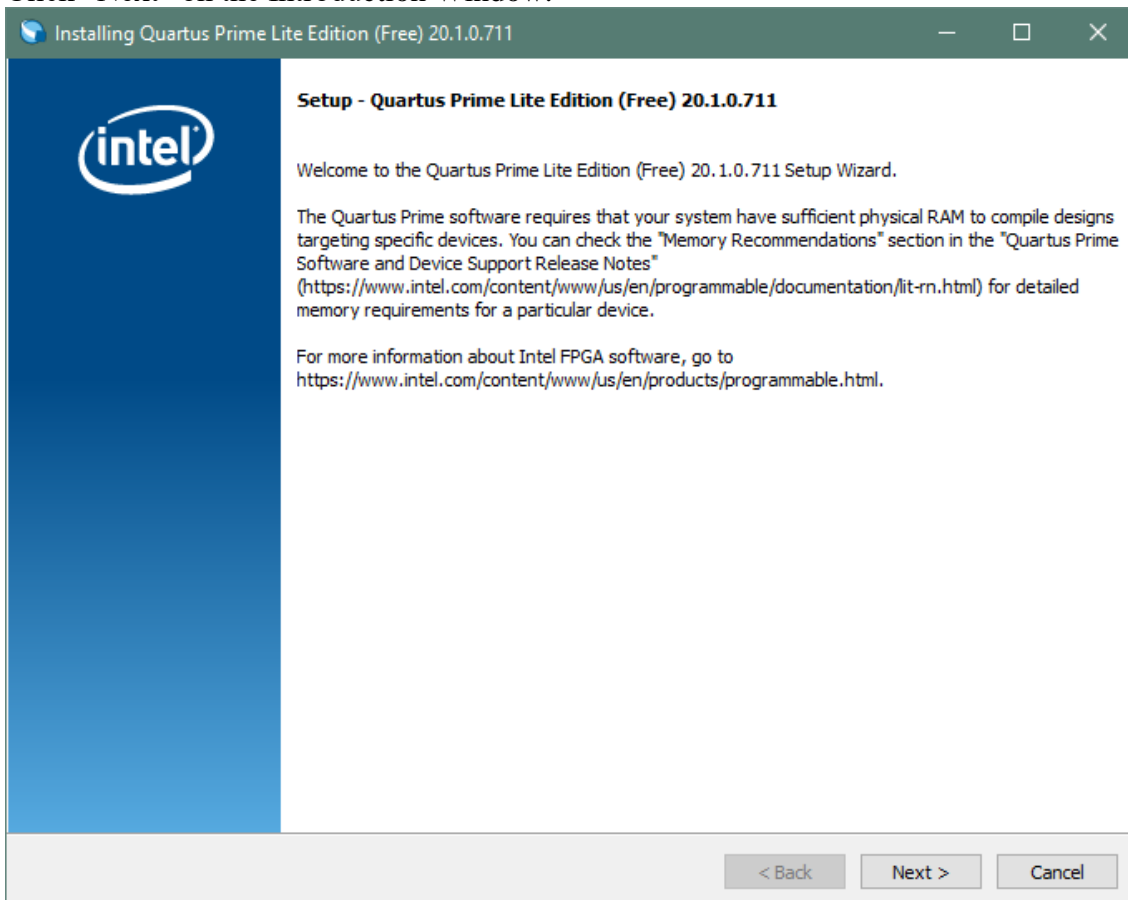 Installing Quartus Prime Lite Edition (Free) 20.1.0.711
intel
Setup - Quartus Prime Lite Edition (Free) 20.1.0.711
Welcome to the Quartus Prime Lite Edition (Free) 20.1.0.711 Setup Wizard.
The Quartus Prime software requires that your system have sufficient physical RAM to compile designs
targeting specific devices. You can check the "Memory Recommendations" section in the "Quartus Prime
Software and Device Support Release Notes"
(https://www.intel.com/content/www/us/en/programmable/documentation/lit-rn.html) for detailed
memory requirements for a particular device.
For more information about Intel FPGA software, go to
https://www.intel.com/content/www/us/en/products/programmable.html.
< Back
Next >
Cancel